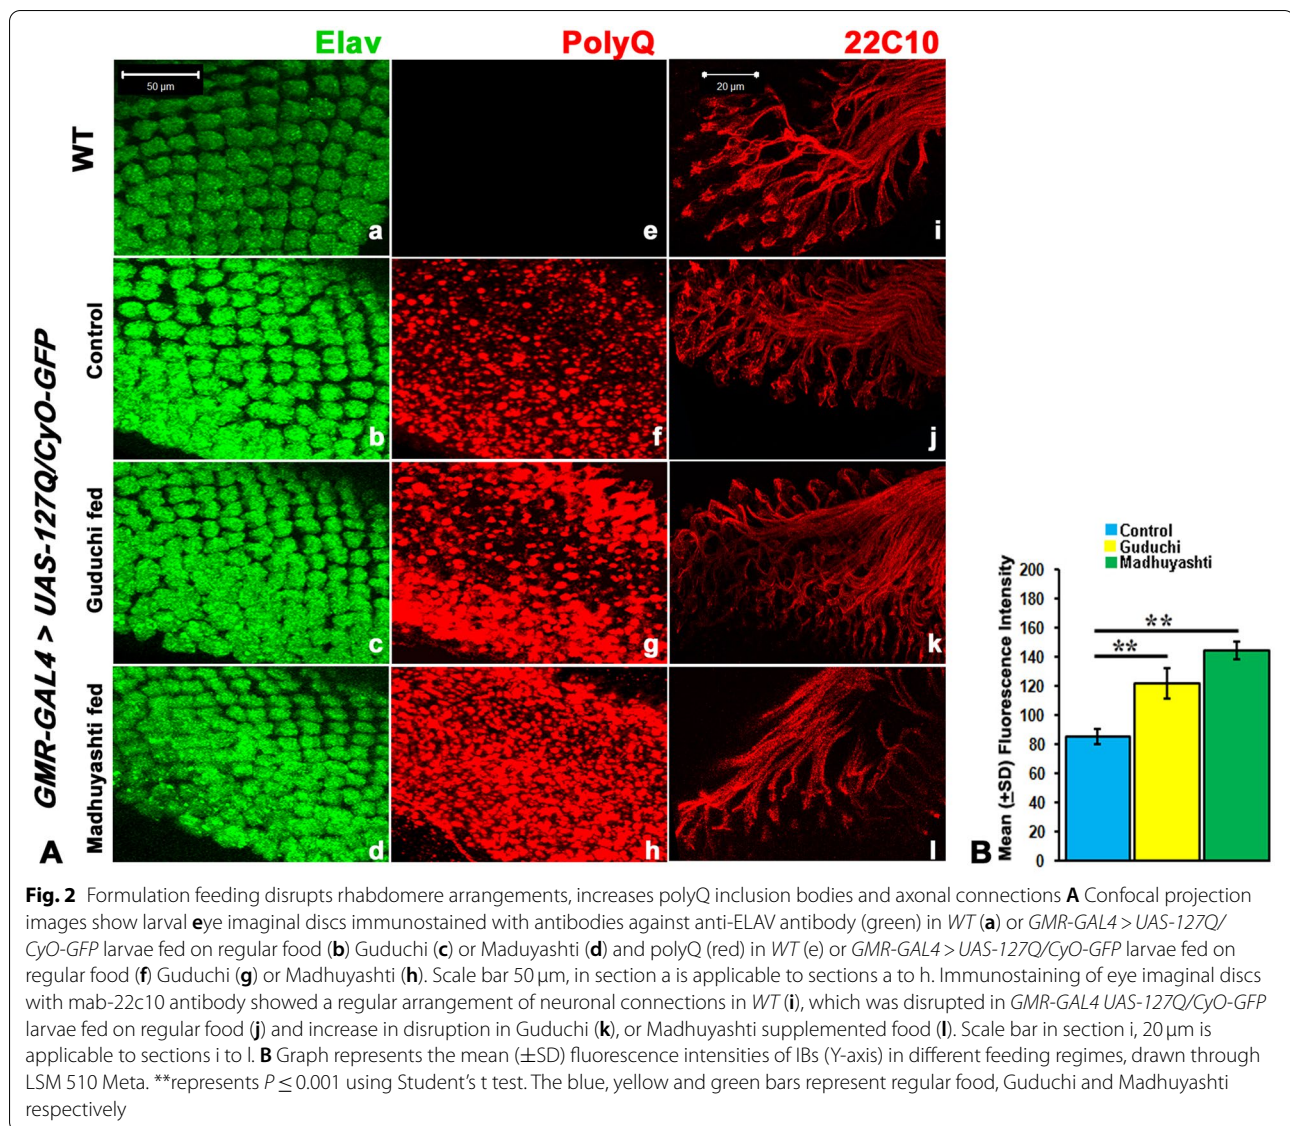 Elav PolyQ 22C10
50 µm
20 µm
WT
a
e
i
GMR-GAL4 > UAS-127Q/CyO-GFP
Control
b
f
j
Guduchi fed
c
g
k
Madhuyashti fed
d
h
l
A
Control
Guduchi
Madhuyashti
Mean (±SD) Fluorescence Intensity
200
180
160
140
120
100
80
60
40
20
0
**
**
B
Fig. 2 Formulation feeding disrupts rhabdomere arrangements, increases polyQ inclusion bodies and axonal connections A Confocal projection
images show larval eye imaginal discs immunostained with antibodies against anti-ELAV antibody (green) in WT (a) or GMR-GAL4 > UAS-127Q/
CyO-GFP larvae fed on regular food (b) Guduchi (c) or Maduyashti (d) and polyQ (red) in WT (e) or GMR-GAL4 > UAS-127Q/CyO-GFP larvae fed on
regular food (f) Guduchi (g) or Madhuyashti (h). Scale bar 50 µm, in section a is applicable to sections a to h. Immunostaining of eye imaginal discs
with mab-22c10 antibody showed a regular arrangement of neuronal connections in WT (i), which was disrupted in GMR-GAL4 UAS-127Q/CyO-GFP
larvae fed on regular food (j) and increase in disruption in Guduchi (k), or Madhuyashti supplemented food (l). Scale bar in section i, 20 µm is
applicable to sections i to l. B Graph represents the mean (±SD) fluorescence intensities of IBs (Y-axis) in different feeding regimes, drawn through
LSM 510 Meta. **represents P ≤ 0.001 using Student's t test. The blue, yellow and green bars represent regular food, Guduchi and Madhuyashti
respectively